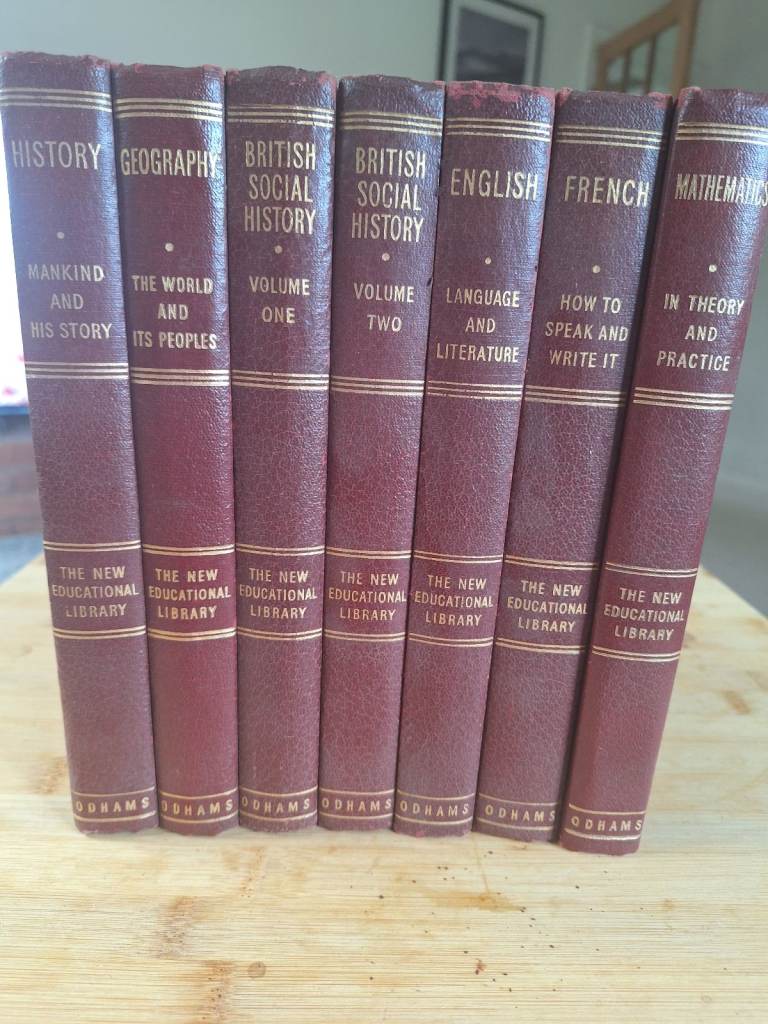 HISTORY
MANKIND
AND
HIS STORY
THE NEW
EDUCATIONAL
LIBRARY
ODHAMS
GEOGRAPHY
THE WORLD
AND
ITS PEOPLES
THE NEW
EDUCATIONAL
LIBRARY
ODHAMS
BRITISH
SOCIAL
HISTORY
VOLUME
ONE
THE NEW
EDUCATIONAL
LIBRARY
ODHAMS
BRITISH
SOCIAL
HISTORY
VOLUME
TWO
THE NEW
EDUCATIONAL
LIBRARY
ODHAMS
ENGLISH
LANGUAGE
AND
LITERATURE
THE NEW
EDUCATIONAL
LIBRARY
ODHAMS
FRENCH
HOW TO
SPEAK AND
WRITE IT
THE NEW
EDUCATIONAL
LIBRARY
ODHAMS
MATHEMATICS
IN THEORY
AND
PRACTICE
THE NEW
EDUCATIONAL
LIBRARY
ODHAMS